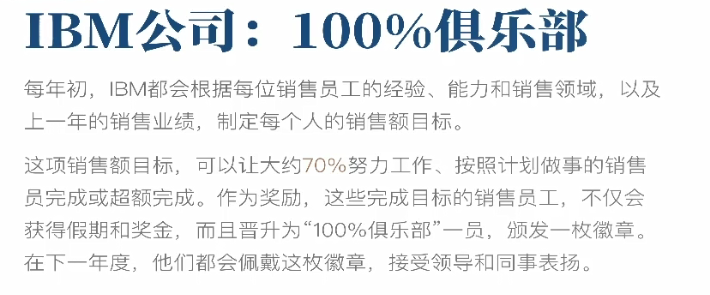 IBM公司：100%俱乐部
每年初，IBM都会根据每位销售员工的经验、能力和销售领域，以及
上一年的销售业绩，制定每个人的销售额目标。
这项销售额目标，可以让大约70%努力工作、按照计划做事的销售
员完成或超额完成。作为奖励，这些完成目标的销售员工，不仅会
获得假期和奖金，而且晋升为“100%俱乐部”一员，颁发一枚徽章。
在下一年度，他们都会佩戴这枚徽章，接受领导和同事表扬。